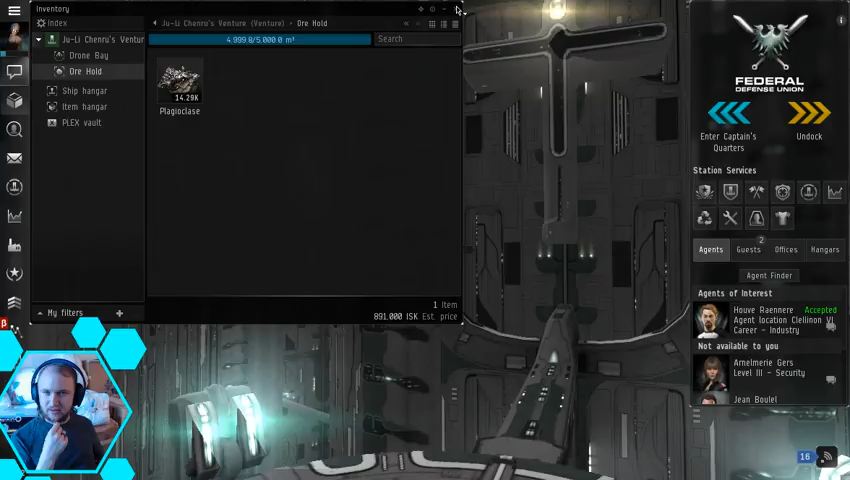 Inventory
Index
Ju-Li Chenru's Ventur
Drone Bay
Ore Hold
Ship hangar
Item hangar
PLEX vault
My filters +
Ju-Li Chenru's Venture (Venture) › Ore Hold
4.999.8/5,000.0 m³
Search
14.29K
Plagioclase
1 Item
891.000 ISK Est. price
FEDERAL
DEFENSE UNION
Enter Captain's
Quarters
Undock
Station Services
2
Agents Guests Offices Hangars
Agent Finder
Agents of Interest
Houve Raennere Accepted
Agent location Clellinon VI
Career - Industry
Not available to you
Amelmerie Gers
Level III - Security
Jean Boulel
β
16